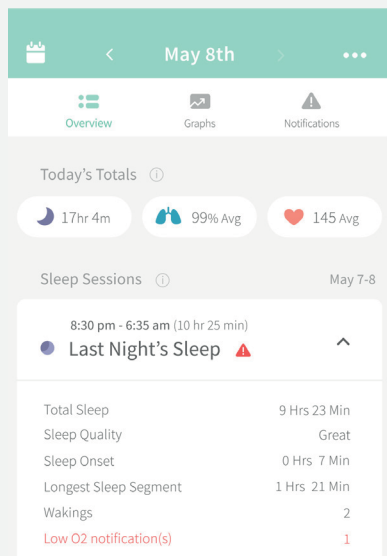 May 8th
Overview Graphs Notifications
Today's Totals
17hr 4m 99% Avg 145 Avg
Sleep Sessions May 7-8
8:30 pm - 6:35 am (10 hr 25 min)
Last Night's Sleep
Total Sleep 9 Hrs 23 Min
Sleep Quality Great
Sleep Onset 0 Hrs 7 Min
Longest Sleep Segment 1 Hrs 21 Min
Wakings 2
Low O2 notification(s) 1